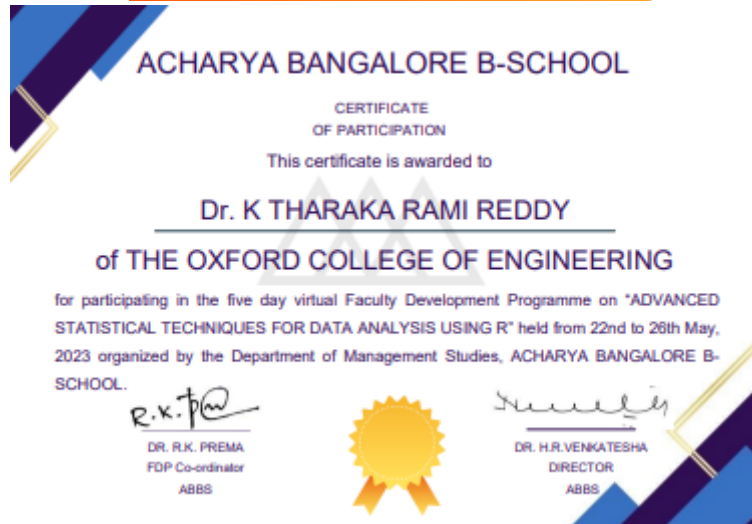 ACHARYA BANGALORE B-SCHOOL
CERTIFICATE
OF PARTICIPATION
This certificate is awarded to
Dr. K THARAKA RAMI REDDY
of THE OXFORD COLLEGE OF ENGINEERING
for participating in the five day virtual Faculty Development Programme on "ADVANCED
STATISTICAL TECHNIQUES FOR DATA ANALYSIS USING R" held from 22nd to 26th May,
2023 organized by the Department of Management Studies, ACHARYA BANGALORE B-
SCHOOL.
R.K.
DR. R.K. PREMA
FDP Co-ordinator
ABBS
DR. H.R.VENKATESHA
DIRECTOR
ABBS